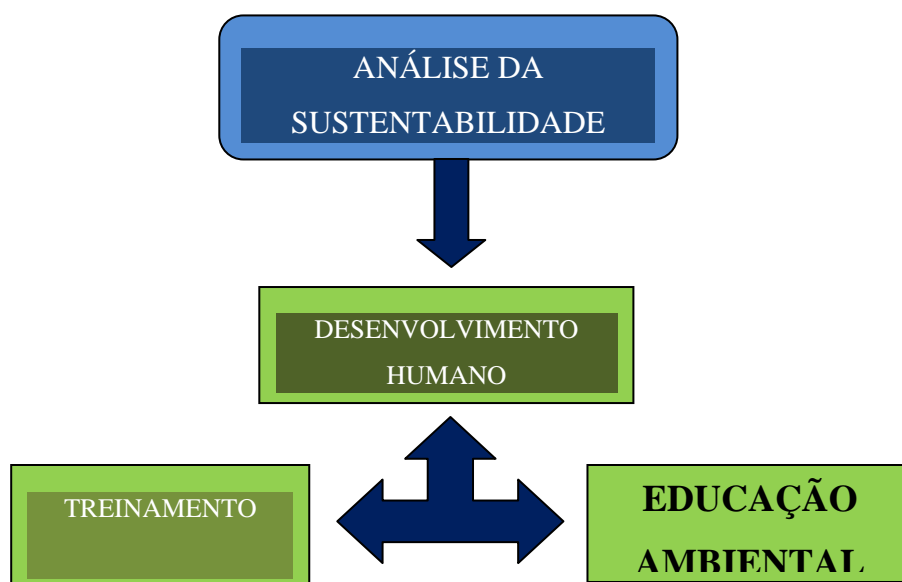 ANÁLISE DA
SUSTENTABILIDADE
DESENVOLVIMENTO
HUMANO
TREINAMENTO
EDUCAÇÃO
AMBIENTAL